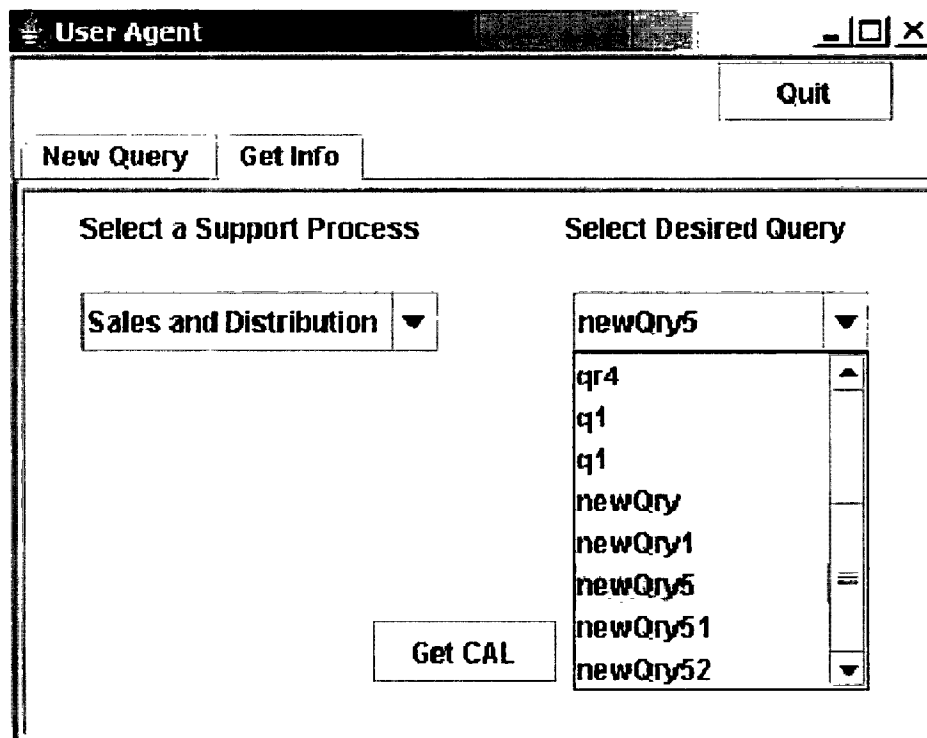 User Agent
Quit
New Query Get Info
Select a Support Process Select Desired Query
Sales and Distribution newQry5
qr4
q1
q1
newQry
newQry1
newQry5
newQry51
Get CAL
newQry52